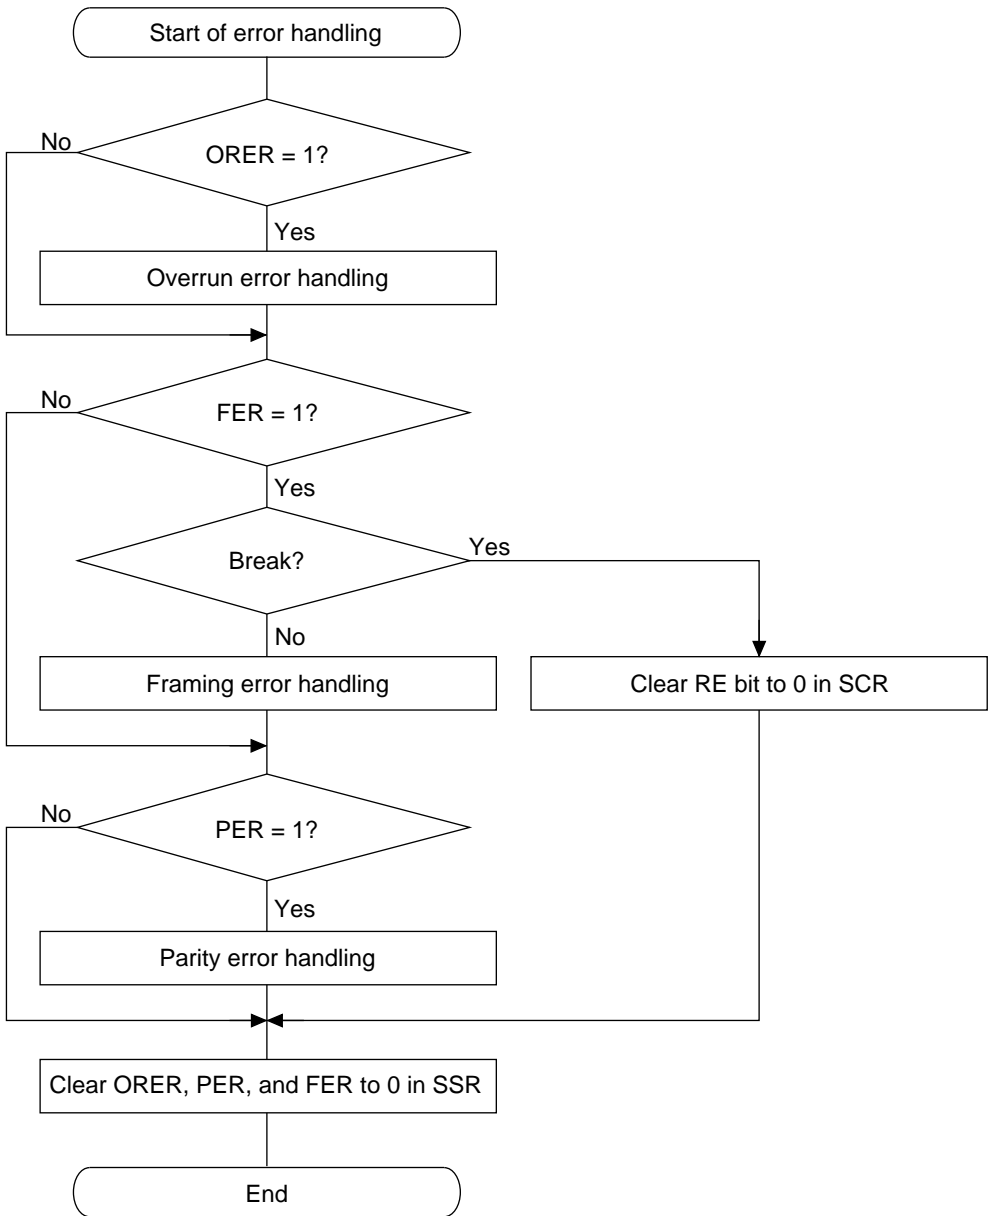 Start of error handling
No
ORER = 1?
Yes
Overrun error handling
No
FER = 1?
Yes
Break?
Yes
No
Framing error handling
Clear RE bit to 0 in SCR
No
PER = 1?
Yes
Parity error handling
Clear ORER, PER, and FER to 0 in SSR
End